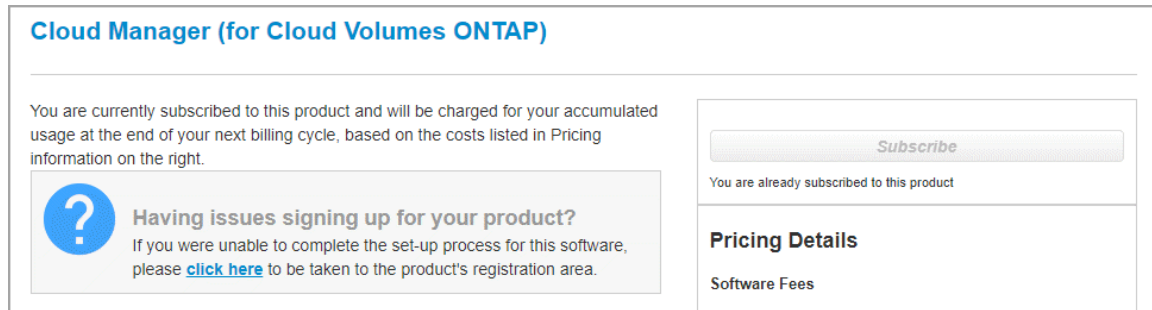 Cloud Manager (for Cloud Volumes ONTAP)
You are currently subscribed to this product and will be charged for your accumulated
usage at the end of your next billing cycle, based on the costs listed in Pricing
information on the right.
?
Having issues signing up for your product?
If you were unable to complete the set-up process for this software,
please click here to be taken to the product's registration area.
Subscribe
You are already subscribed to this product
Pricing Details
Software Fees